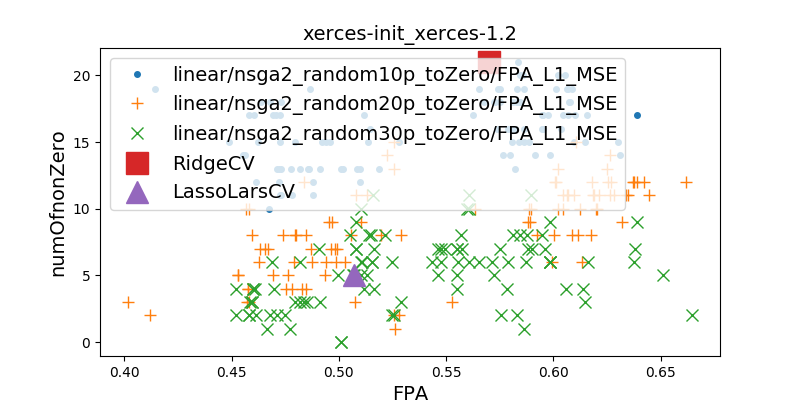 xerces-init_xerces-1.2
linear/nsga2_random10p_toZero/FPA_L1_MSE
linear/nsga2_random20p_toZero/FPA_L1_MSE
linear/nsga2_random30p_toZero/FPA_L1_MSE
RidgeCV
LassoLarsCV
numOfnonZero
20
15
10
5
0
0.40 0.45 0.50 0.55 0.60 0.65
FPA